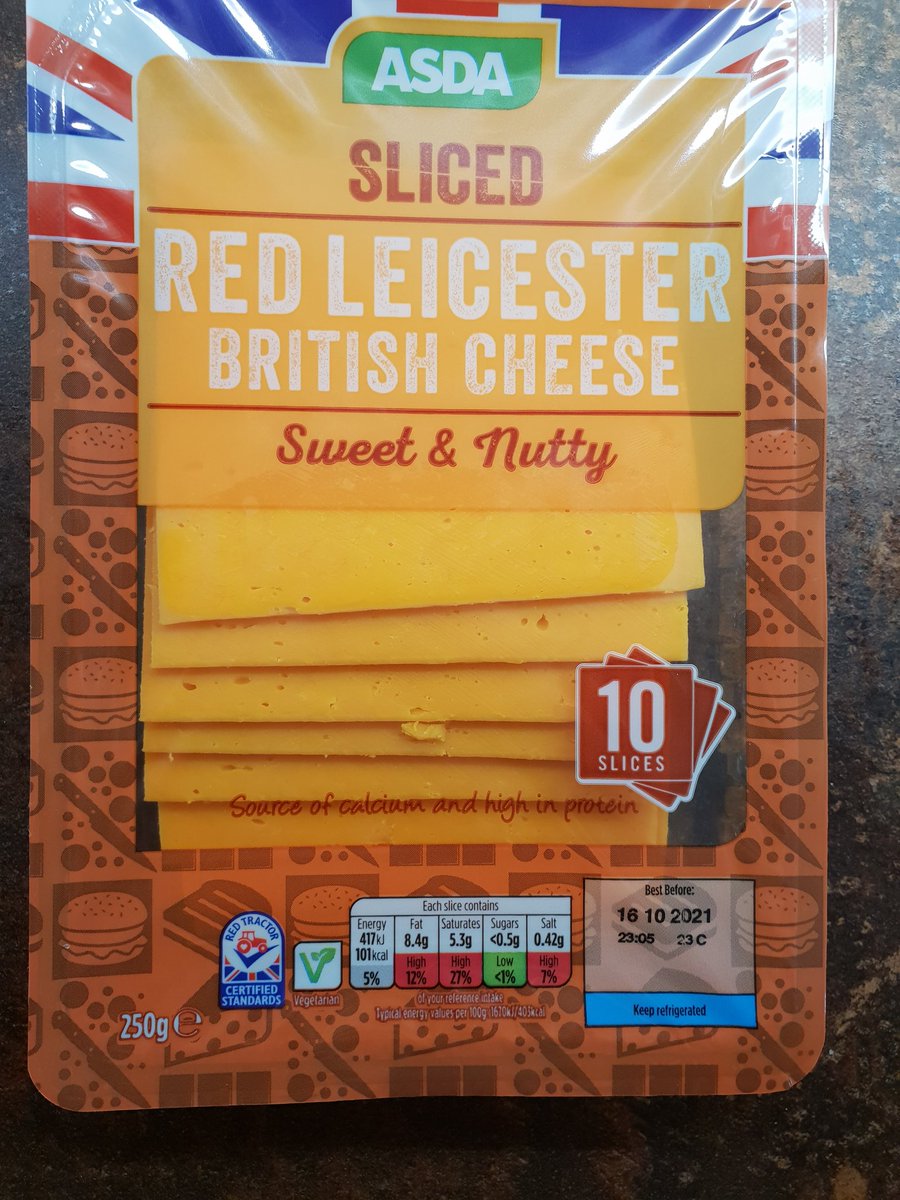 ASDA
SLICED
RED LEICESTER
BRITISH CHEESE
Sweet & Nutty
10
SLICES
Source of calcium and high in protein
RED TRACTOR
CERTIFIED
STANDARDS
V
Vegetarian
Each slice contains
Energy Fat Saturates Sugars Salt
417kJ 8.4g 5.3g <0.5g 0.42g
101kcal High High Low High
5% 12% 27% <1% 7%
of your reference intake
Typical energy values per 100g :1670kJ/403kcal
Best Before:
16 10 2021
23:05 23 C
Keep refrigerated
250g e